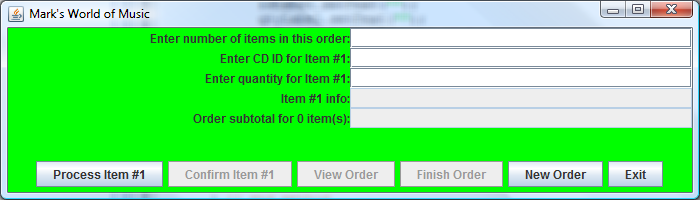 Mark's World of Music
Enter number of items in this order:
Enter CD ID for Item #1:
Enter quantity for Item #1:
Item #1 info:
Order subtotal for 0 item(s):
Process Item #1 Confirm Item #1 View Order Finish Order New Order Exit